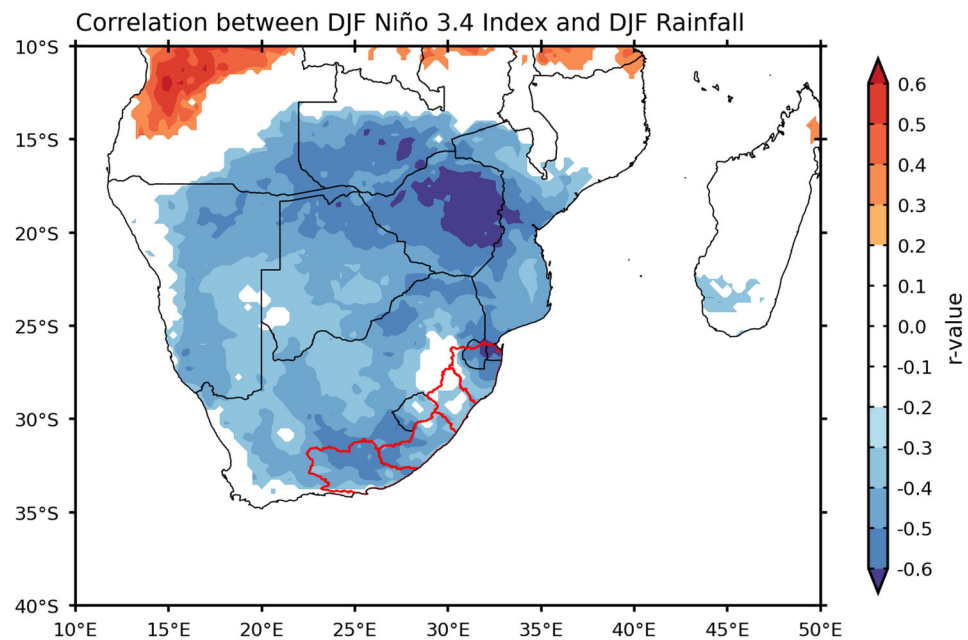 Correlation between DJF Niño 3.4 Index and DJF Rainfall
10°S
15°S
20°S
25°S
30°S
35°S
40°S
10°E 15°E 20°E 25°E 30°E 35°E 40°E 45°E 50°E
0.6
0.5
0.4
0.3
0.2
0.1
0.0
-0.1
-0.2
-0.3
-0.4
-0.5
-0.6
r-value